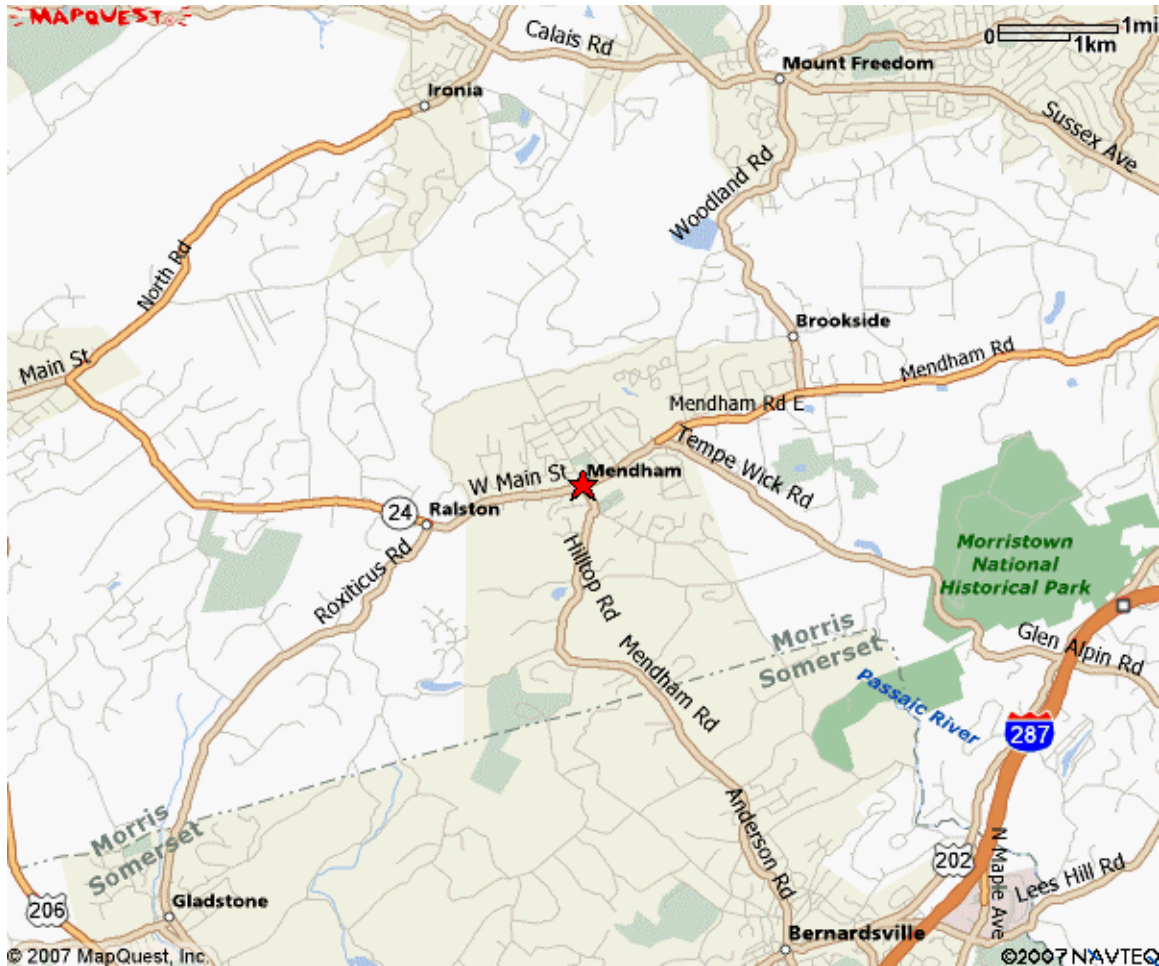 MAPQUEST
0
1mi
1km
Calais Rd
Mount Freedom
Ironia
Sussex Ave
Woodland Rd
North Rd
Brookside
Mendham Rd
Main St
Mendham Rd E
Tempe Wick Rd
W Main St
Mendham
24
Ralston
Hilltop Rd
Morristown
National
Historical Park
Roxiticus Rd
Glen Alpin Rd
Morris
Somerset
Mendham Rd
Passaic River
287
Anderson Rd
Morris
Somerset
202
N Maple Ave
Lees Hill Rd
206
Gladstone
Bernardsville
© 2007 MapQuest, Inc
©2007 NAVTEQ